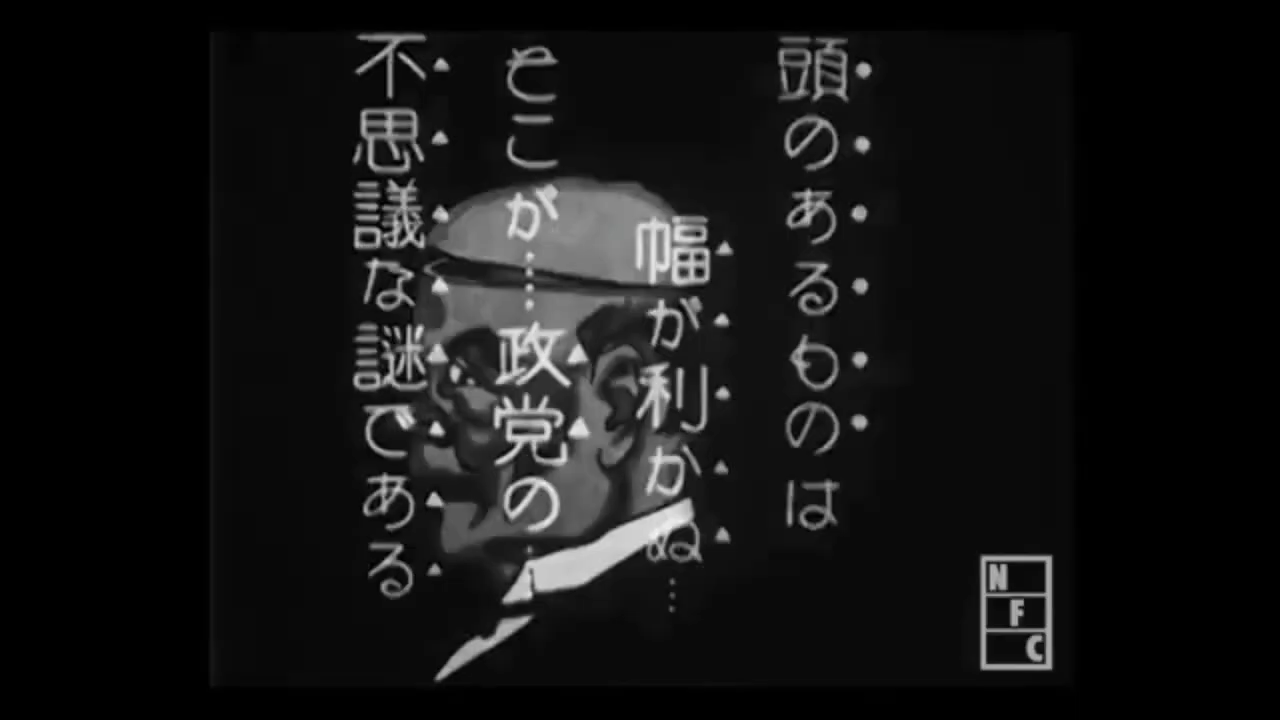 頭のあるものは
幅が利かぬ…
そこが……政党の…
不思議な謎である
N
F
C